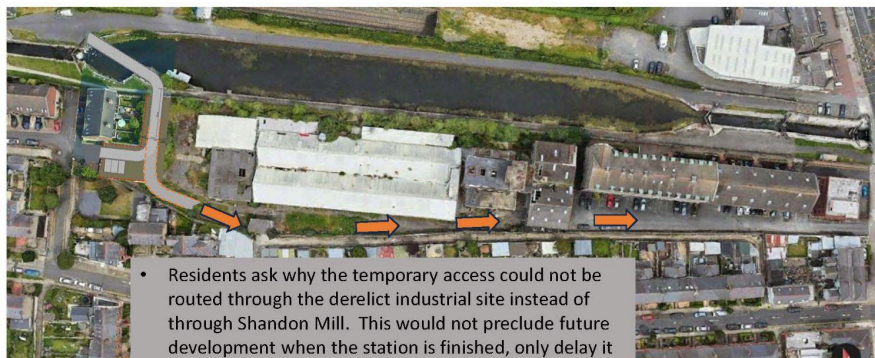 • Residents ask why the temporary access could not be
routed through the derelict industrial site instead of
through Shandon Mill.  This would not preclude future
development when the station is finished, only delay it